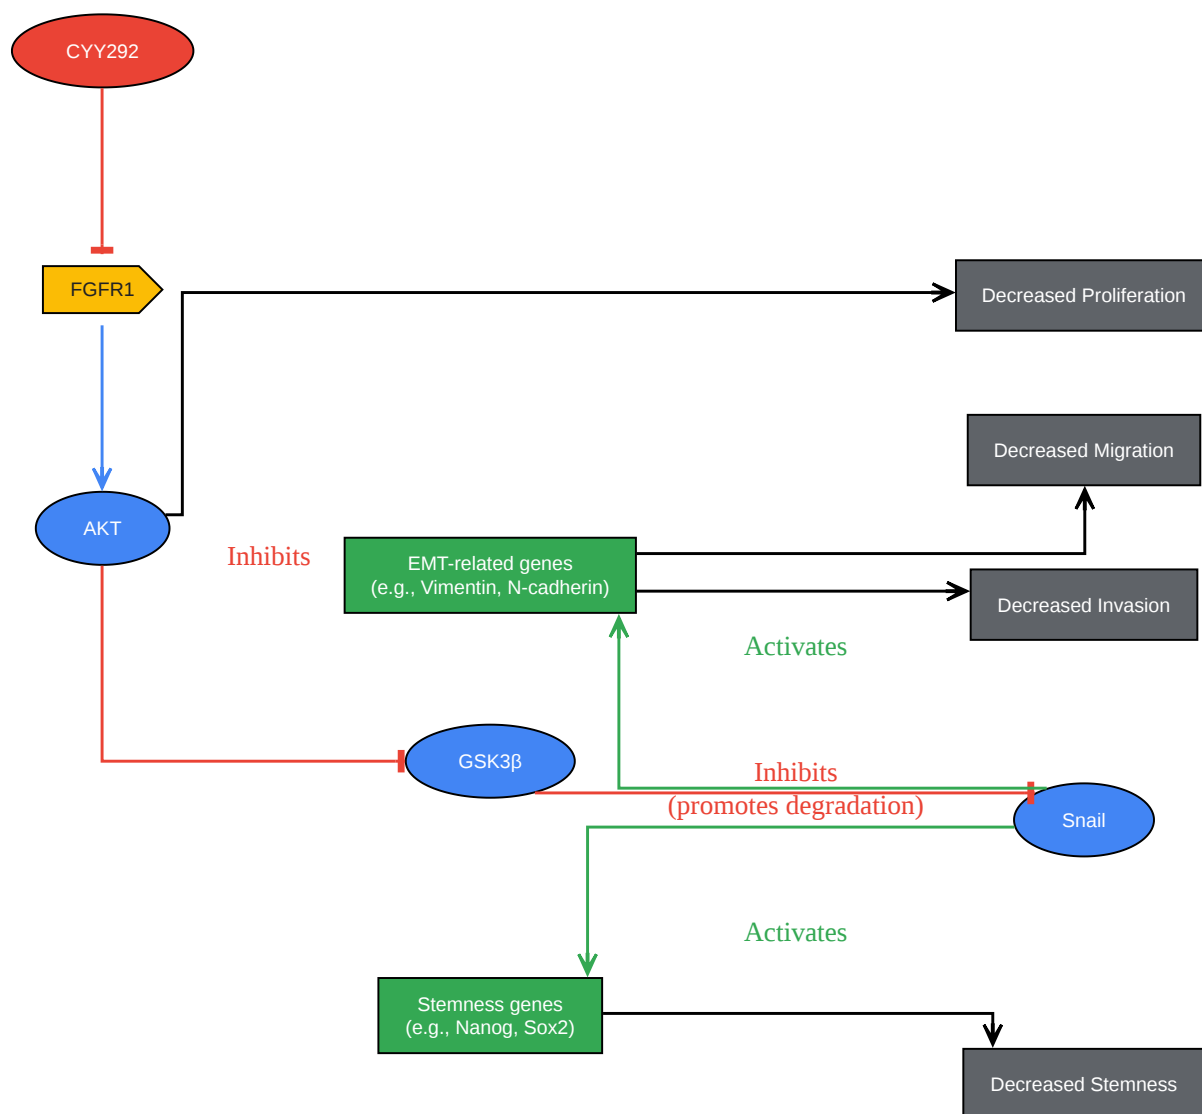 CYY292
FGFR1
Decreased Proliferation
Decreased Migration
AKT
Inhibits
EMT-related genes
(e.g., Vimentin, N-cadherin)
Decreased Invasion
Activates
GSK3β
Inhibits
(promotes degradation)
Snail
Activates
Stemness genes
(e.g., Nanog, Sox2)
Decreased Stemness